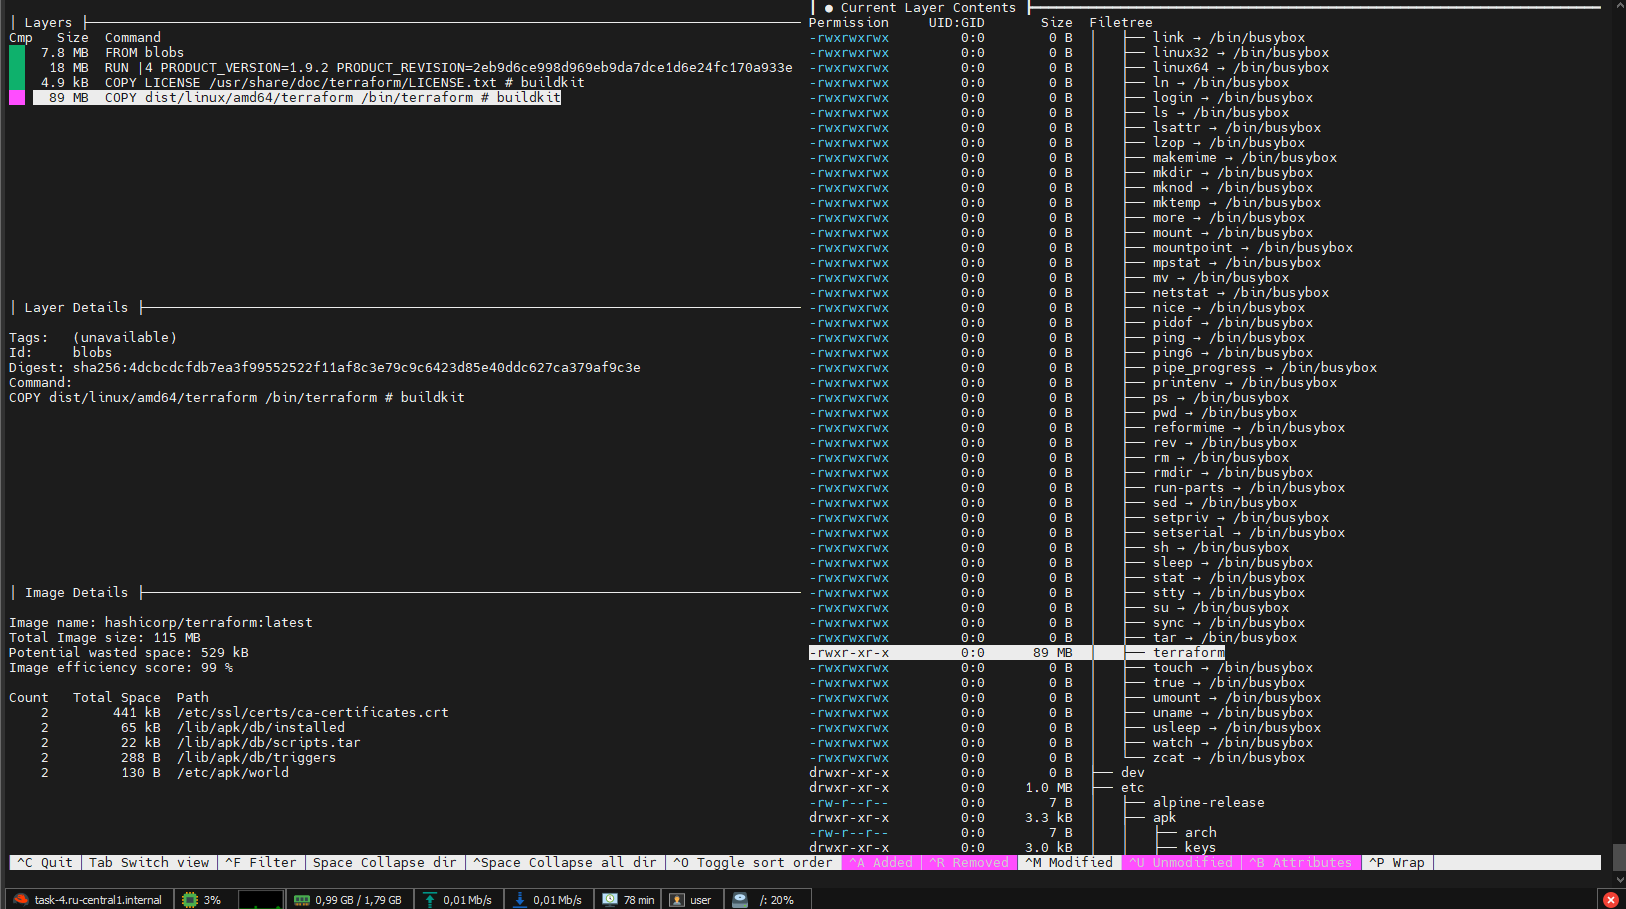 │ Layers ├
Cmp   Size  Command
7.8 MB  FROM blobs
18 MB  RUN |4 PRODUCT_VERSION=1.9.2 PRODUCT_REVISION=2eb9d6ce998d969eb9da7dce1d6e24fc170a933e
4.9 kB  COPY LICENSE /usr/share/doc/terraform/LICENSE.txt # buildkit
89 MB  COPY dist/linux/amd64/terraform /bin/terraform # buildkit
│ Layer Details ├
Tags:   (unavailable)
Id:     blobs
Digest: sha256:4dcbcdcfdb7ea3f99552522f11af8c3e79c9c6423d85e40ddc627ca379af9c3e
Command:
COPY dist/linux/amd64/terraform /bin/terraform # buildkit
│ Image Details ├
Image name: hashicorp/terraform:latest
Total Image size: 115 MB
Potential wasted space: 529 kB
Image efficiency score: 99 %
Count   Total Space  Path
2        441 kB  /etc/ssl/certs/ca-certificates.crt
2         65 kB  /lib/apk/db/installed
2         22 kB  /lib/apk/db/scripts.tar
2         288 B  /lib/apk/db/triggers
2         130 B  /etc/apk/world
│ ● Current Layer Contents ├
Permission     UID:GID       Size  Filetree
-rwxrwxrwx         0:0        0 B  │   ├── link → /bin/busybox
-rwxrwxrwx         0:0        0 B  │   ├── linux32 → /bin/busybox
-rwxrwxrwx         0:0        0 B  │   ├── linux64 → /bin/busybox
-rwxrwxrwx         0:0        0 B  │   ├── ln → /bin/busybox
-rwxrwxrwx         0:0        0 B  │   ├── login → /bin/busybox
-rwxrwxrwx         0:0        0 B  │   ├── ls → /bin/busybox
-rwxrwxrwx         0:0        0 B  │   ├── lsattr → /bin/busybox
-rwxrwxrwx         0:0        0 B  │   ├── lzop → /bin/busybox
-rwxrwxrwx         0:0        0 B  │   ├── makemime → /bin/busybox
-rwxrwxrwx         0:0        0 B  │   ├── mkdir → /bin/busybox
-rwxrwxrwx         0:0        0 B  │   ├── mknod → /bin/busybox
-rwxrwxrwx         0:0        0 B  │   ├── mktemp → /bin/busybox
-rwxrwxrwx         0:0        0 B  │   ├── more → /bin/busybox
-rwxrwxrwx         0:0        0 B  │   ├── mount → /bin/busybox
-rwxrwxrwx         0:0        0 B  │   ├── mountpoint → /bin/busybox
-rwxrwxrwx         0:0        0 B  │   ├── mpstat → /bin/busybox
-rwxrwxrwx         0:0        0 B  │   ├── mv → /bin/busybox
-rwxrwxrwx         0:0        0 B  │   ├── netstat → /bin/busybox
-rwxrwxrwx         0:0        0 B  │   ├── nice → /bin/busybox
-rwxrwxrwx         0:0        0 B  │   ├── pidof → /bin/busybox
-rwxrwxrwx         0:0        0 B  │   ├── ping → /bin/busybox
-rwxrwxrwx         0:0        0 B  │   ├── ping6 → /bin/busybox
-rwxrwxrwx         0:0        0 B  │   ├── pipe_progress → /bin/busybox
-rwxrwxrwx         0:0        0 B  │   ├── printenv → /bin/busybox
-rwxrwxrwx         0:0        0 B  │   ├── ps → /bin/busybox
-rwxrwxrwx         0:0        0 B  │   ├── pwd → /bin/busybox
-rwxrwxrwx         0:0        0 B  │   ├── reformime → /bin/busybox
-rwxrwxrwx         0:0        0 B  │   ├── rev → /bin/busybox
-rwxrwxrwx         0:0        0 B  │   ├── rm → /bin/busybox
-rwxrwxrwx         0:0        0 B  │   ├── rmdir → /bin/busybox
-rwxrwxrwx         0:0        0 B  │   ├── run-parts → /bin/busybox
-rwxrwxrwx         0:0        0 B  │   ├── sed → /bin/busybox
-rwxrwxrwx         0:0        0 B  │   ├── setpriv → /bin/busybox
-rwxrwxrwx         0:0        0 B  │   ├── setserial → /bin/busybox
-rwxrwxrwx         0:0        0 B  │   ├── sh → /bin/busybox
-rwxrwxrwx         0:0        0 B  │   ├── sleep → /bin/busybox
-rwxrwxrwx         0:0        0 B  │   ├── stat → /bin/busybox
-rwxrwxrwx         0:0        0 B  │   ├── stty → /bin/busybox
-rwxrwxrwx         0:0        0 B  │   ├── su → /bin/busybox
-rwxrwxrwx         0:0        0 B  │   ├── sync → /bin/busybox
-rwxrwxrwx         0:0        0 B  │   ├── tar → /bin/busybox
-rwxr-xr-x         0:0      89 MB  │   ├── terraform
-rwxrwxrwx         0:0        0 B  │   ├── touch → /bin/busybox
-rwxrwxrwx         0:0        0 B  │   ├── true → /bin/busybox
-rwxrwxrwx         0:0        0 B  │   ├── umount → /bin/busybox
-rwxrwxrwx         0:0        0 B  │   ├── uname → /bin/busybox
-rwxrwxrwx         0:0        0 B  │   ├── usleep → /bin/busybox
-rwxrwxrwx         0:0        0 B  │   ├── watch → /bin/busybox
-rwxrwxrwx         0:0        0 B  │   └── zcat → /bin/busybox
drwxr-xr-x         0:0        0 B  ├── dev
drwxr-xr-x         0:0     1.0 MB  ├── etc
-rw-r--r--         0:0        7 B  │   ├── alpine-release
drwxr-xr-x         0:0     3.3 kB  │   ├── apk
-rw-r--r--         0:0        7 B  │   │   ├── arch
drwxr-xr-x         0:0     3.0 kB  │   │   ├── keys
^C Quit │ Tab Switch view │ ^F Filter │ Space Collapse dir │ ^Space Collapse all dir │ ^O Toggle sort order │ ^A Added │ ^R Removed │ ^M Modified │ ^U Unmodified │ ^B Attributes │ ^P Wrap │
task-4.ru-central1.internal  3%  0,99 GB / 1,79 GB  0,01 Mb/s  0,01 Mb/s  78 min  user  /: 20%